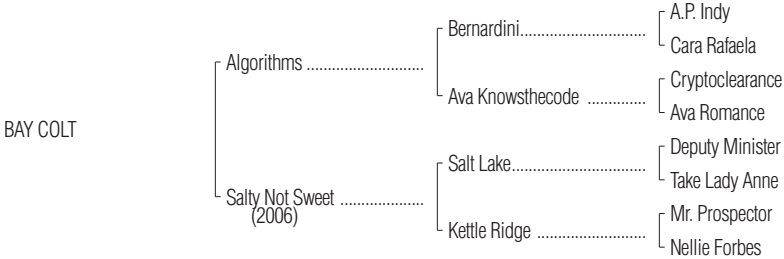 A.P. Indy
Bernardini..............................
Cara Rafaela
Algorithms ............................
Cryptoclearance
Ava Knowsthecode ..............
Ava Romance
BAY COLT
Deputy Minister
Salt Lake................................
Take Lady Anne
Salty Not Sweet ....................
(2006)
Mr. Prospector
Kettle Ridge ..........................
Nellie Forbes